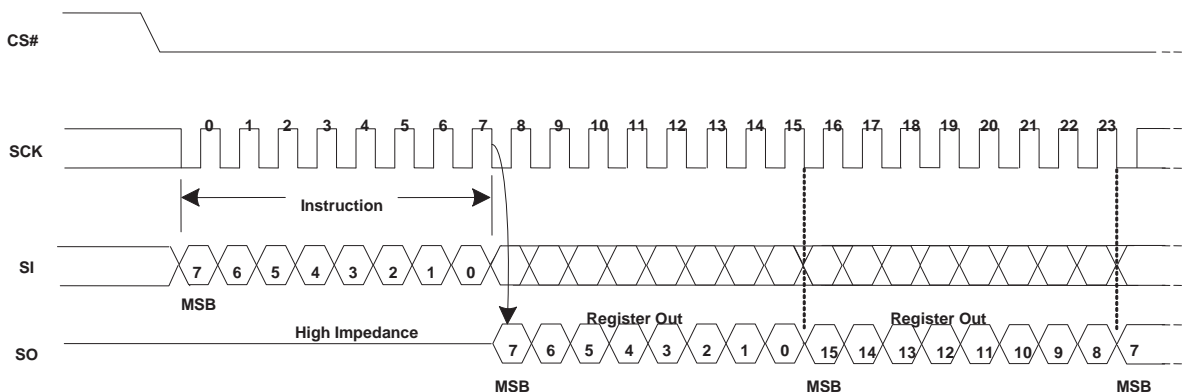 CS#
0 1 2 3 4 5 6 7 8 9 10 11 12 13 14 15 16 17 18 19 20 21 22 23
SCK
Instruction
SI
7 6 5 4 3 2 1 0
MSB
High Impedance
Register Out
Register Out
SO
7 6 5 4 3 2 1 0 15 14 13 12 11 10 9 8 7
MSB
MSB
MSB